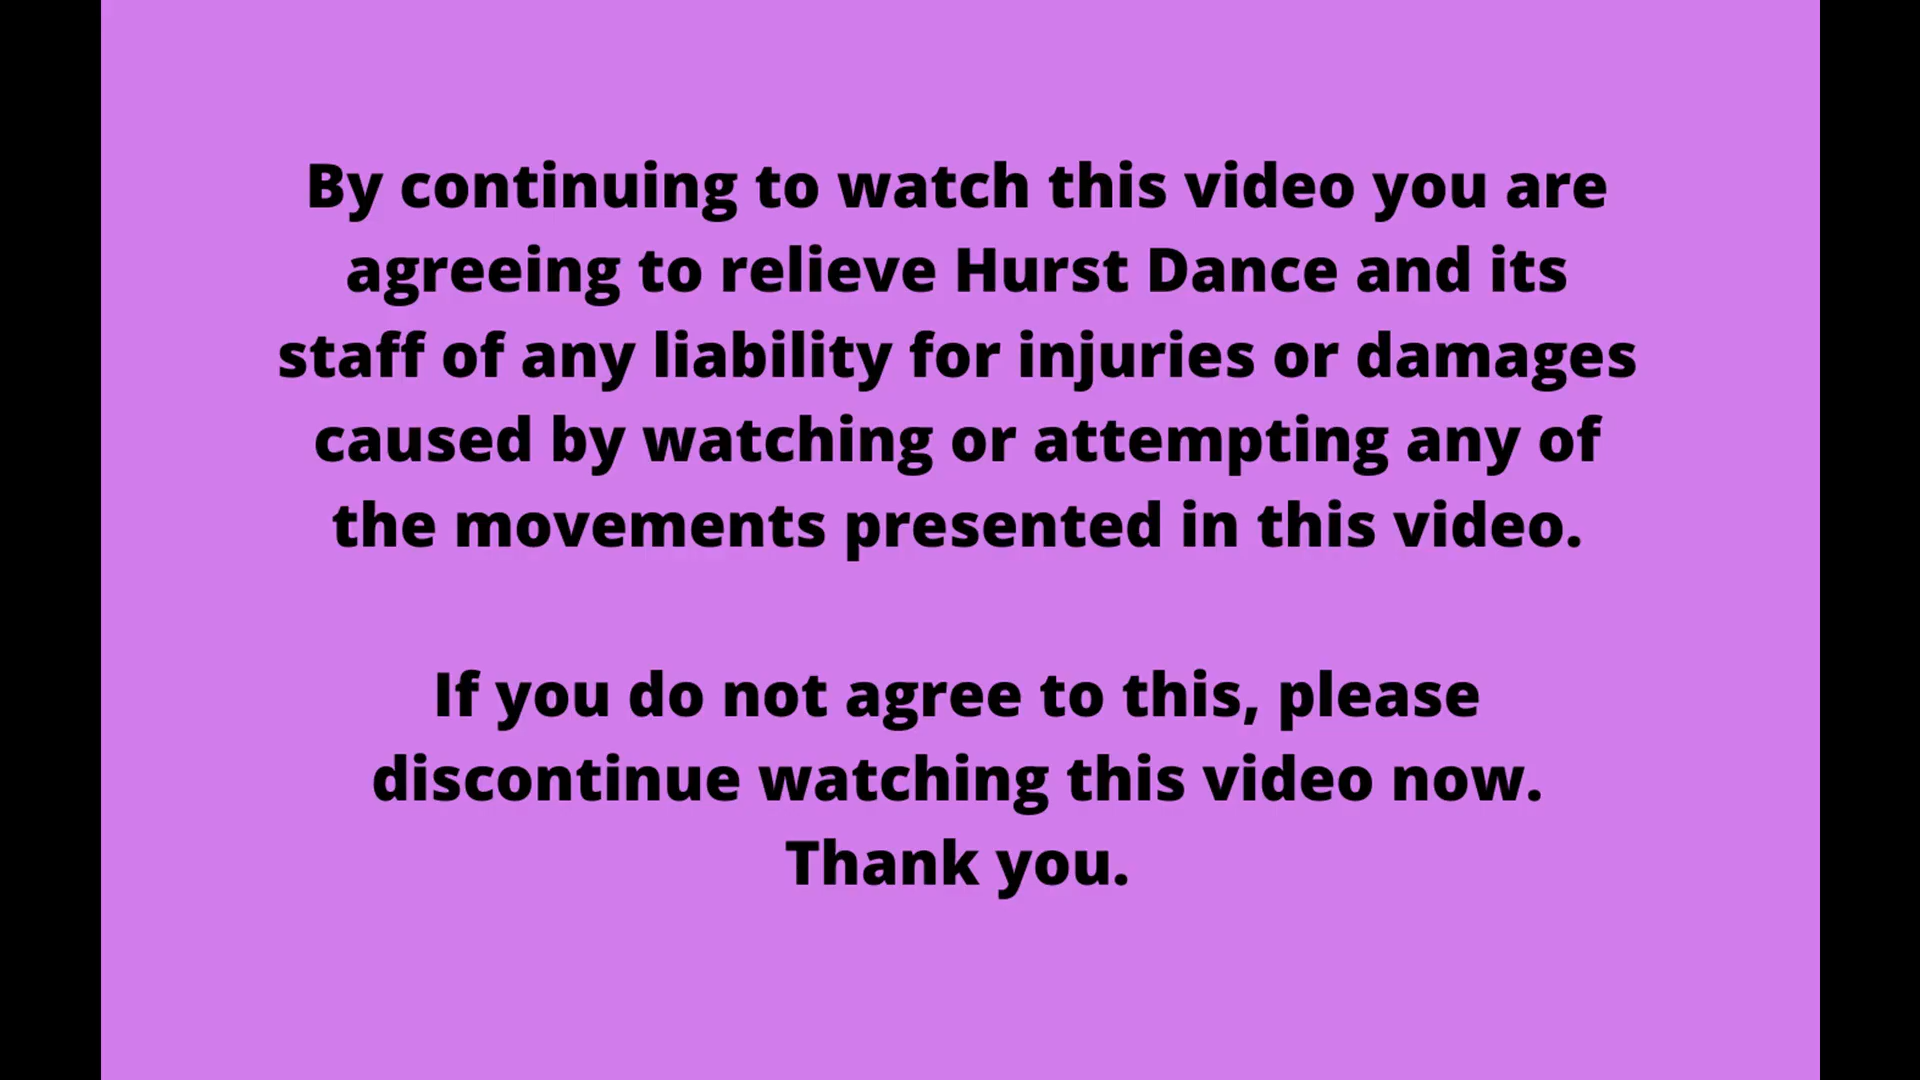 By continuing to watch this video you are
agreeing to relieve Hurst Dance and its
staff of any liability for injuries or damages
caused by watching or attempting any of
the movements presented in this video.
If you do not agree to this, please
discontinue watching this video now.
Thank you.